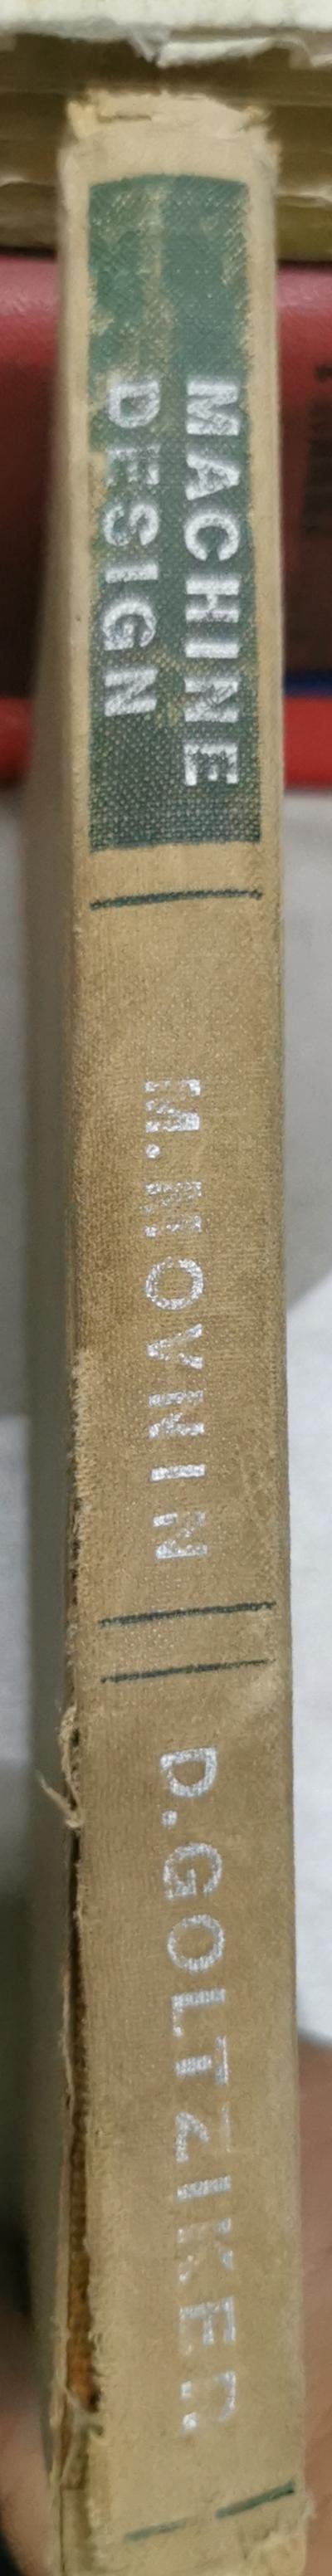 MACHINE
DESIGN
M. MOVNIN
D. GOLTZIKER